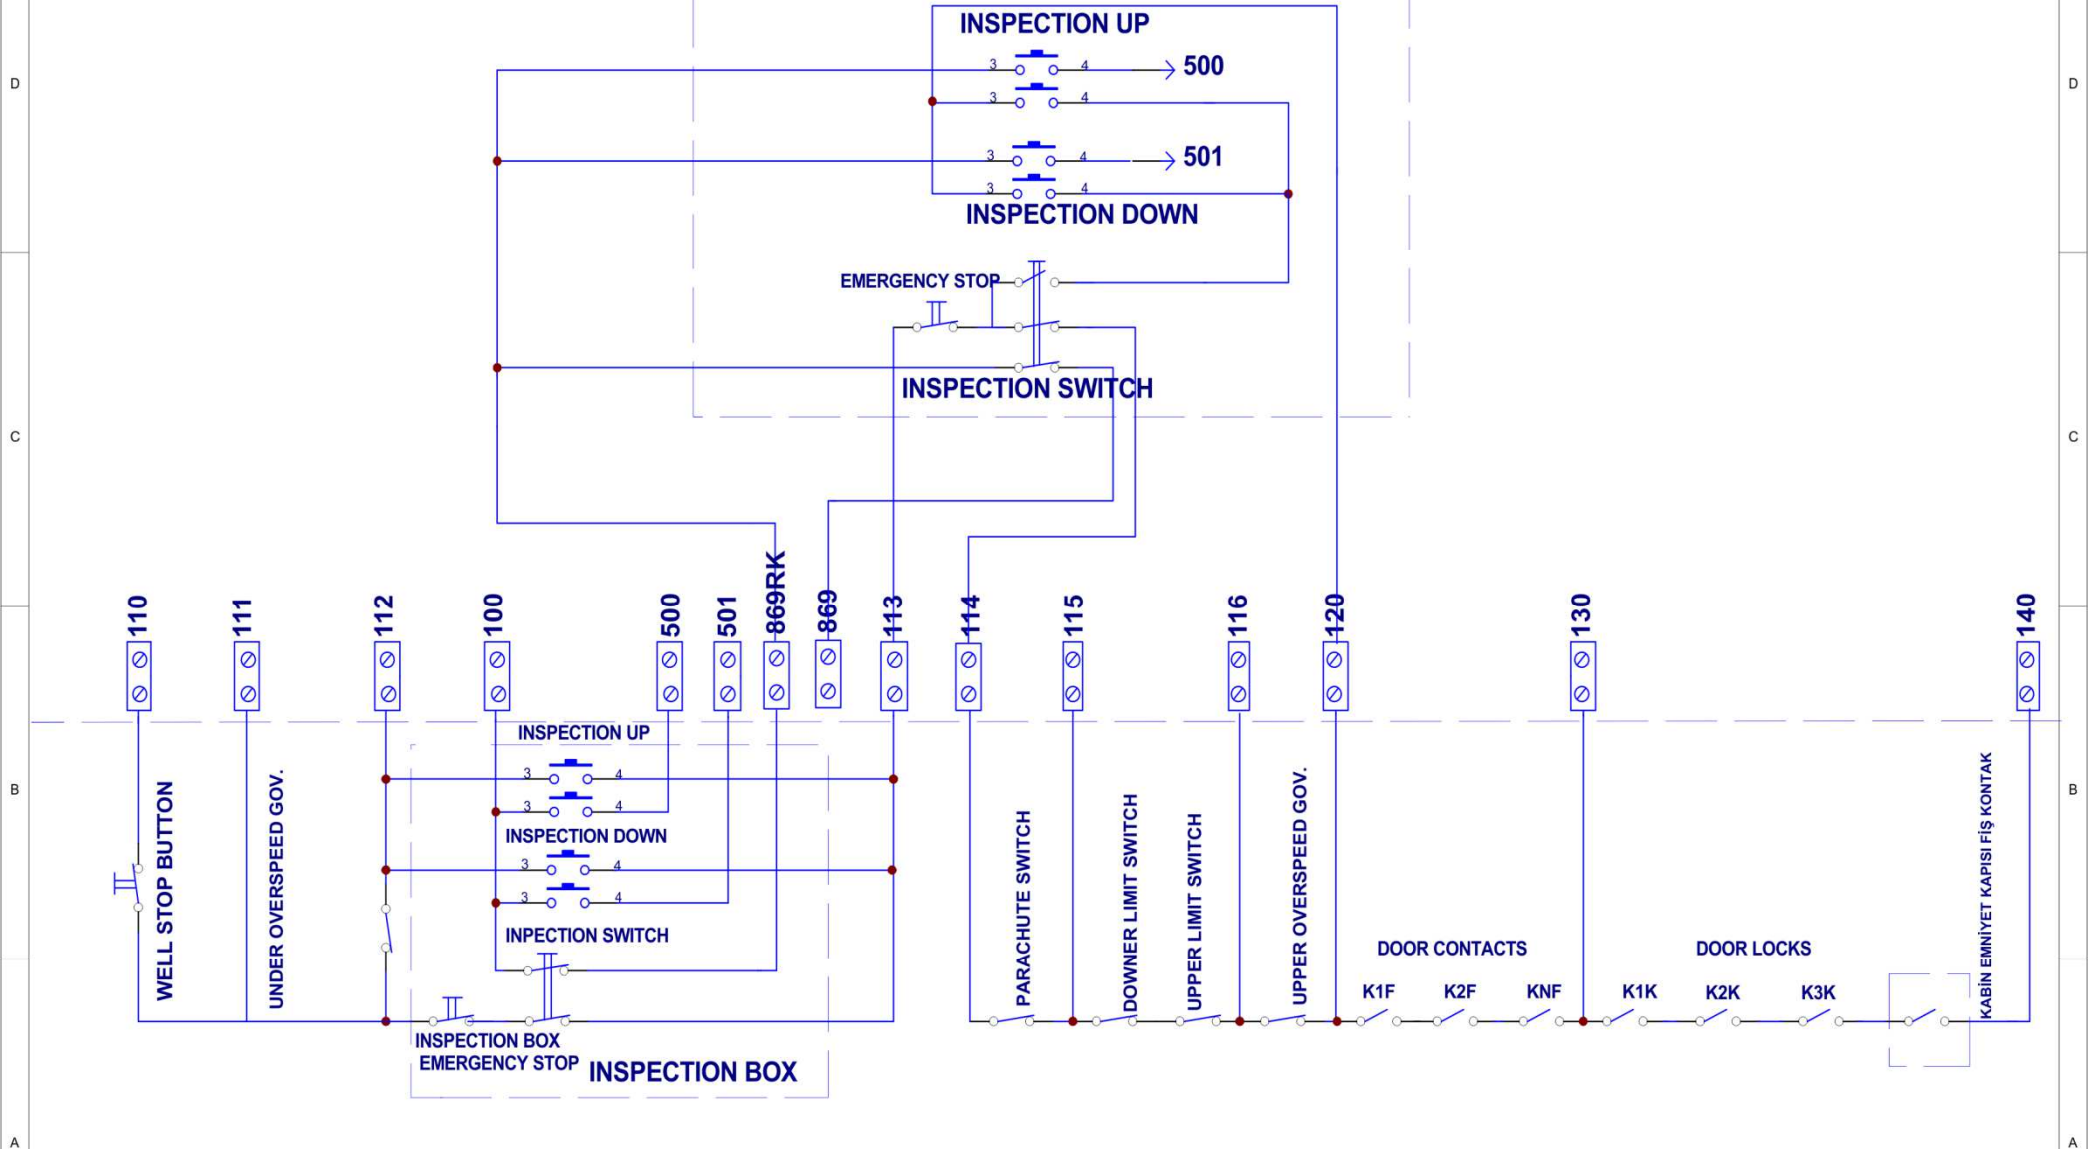 INSPECTION UP
3 4 500
3 4
D D
3 4 501
3 4
INSPECTION DOWN
EMERGENCY STOP
INSPECTION SWITCH
C C
110
111
112
100
500
501
869RK
869
113
114
115
116
120
130
140
INSPECTION UP
3 4
3 4
INSPECTION DOWN
3 4
3 4
INPECTION SWITCH
B B
WELL STOP BUTTON
UNDER OVERSPEED GOV.
PARACHUTE SWITCH
DOWNER LIMIT SWITCH
UPPER LIMIT SWITCH
UPPER OVERSPEED GOV.
DOOR CONTACTS
DOOR LOCKS
K1F K2F KNF K1K K2K K3K
KABİN EMNİYET KAPISI FİŞ KONTAK
INSPECTION BOX
EMERGENCY STOP
INSPECTION BOX
A A